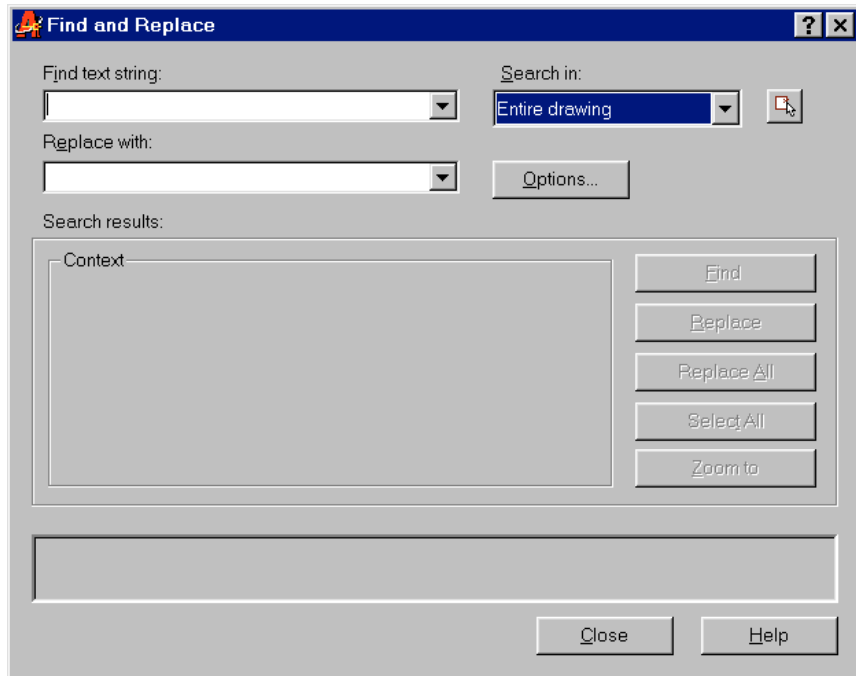 Find and Replace
Find text string:
Search in:
Entire drawing
Replace with:
Options...
Search results:
Context
Find
Replace
Replace All
Select All
Zoom to
Close
Help